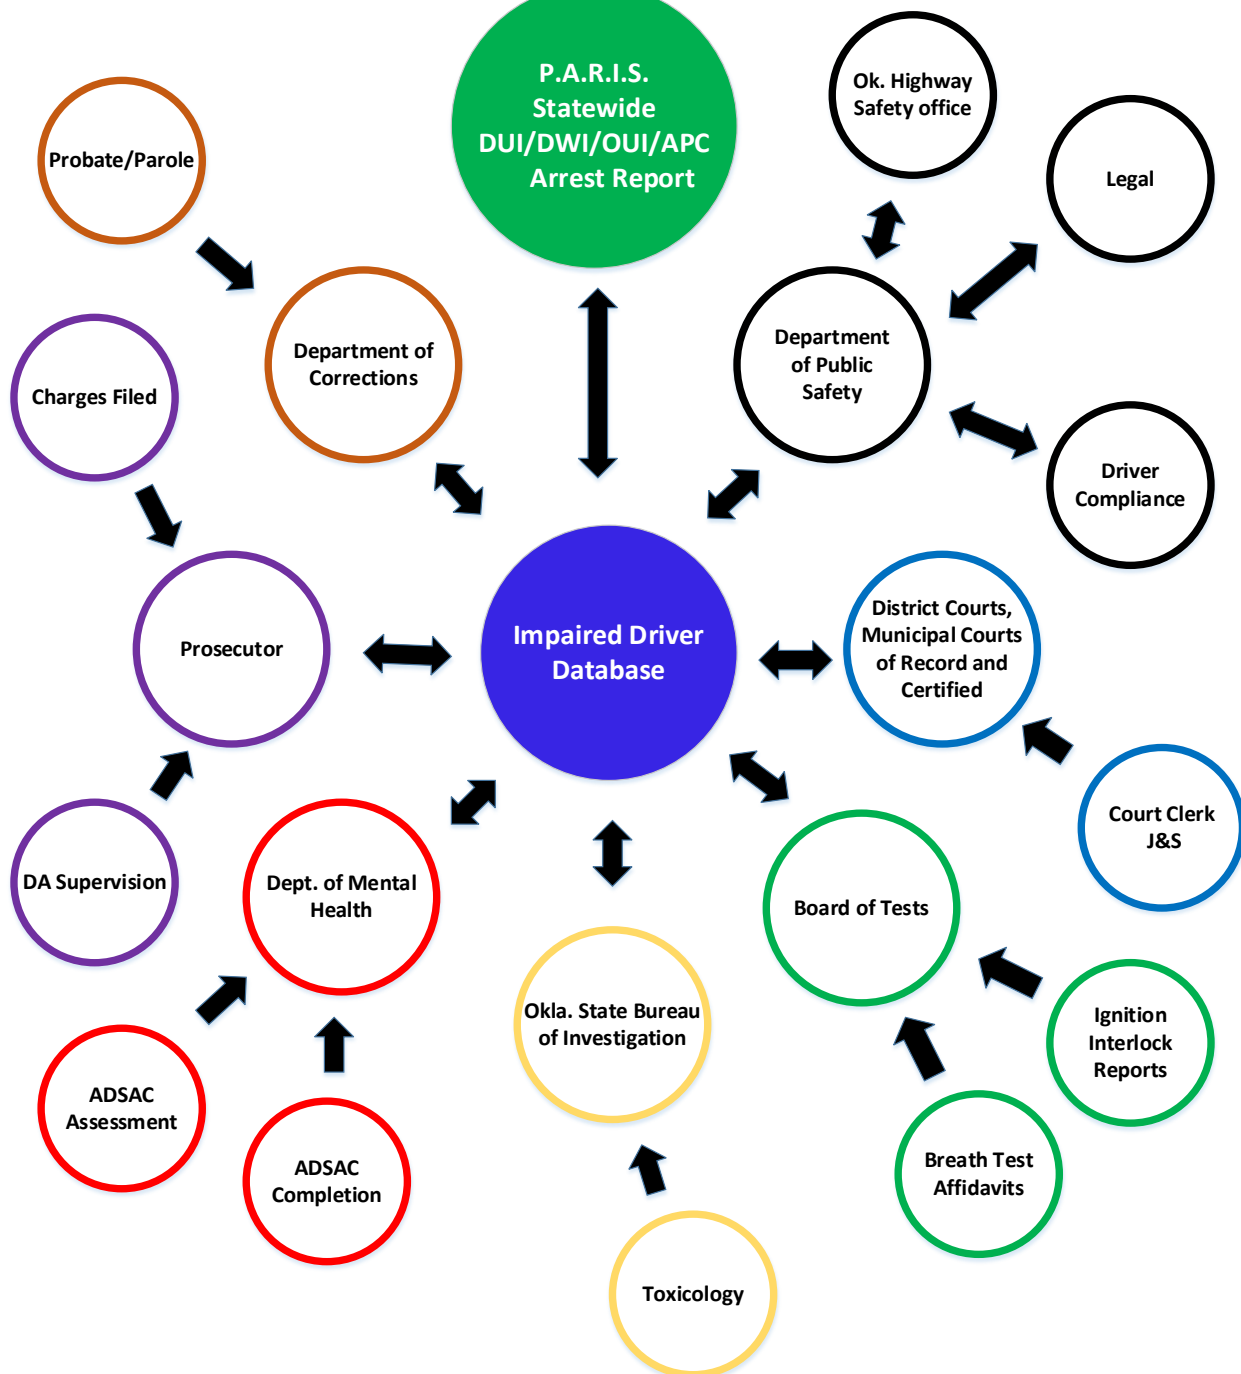 P.A.R.I.S.
Statewide
DUI/DWI/OUI/APC
Arrest Report
Ok. Highway
Safety office
Probate/Parole
Legal
Department of
Corrections
Department
of Public
Safety
Charges Filed
Driver
Compliance
Prosecutor
Impaired Driver
Database
District Courts,
Municipal Courts
of Record and
Certified
Court Clerk
J&S
DA Supervision
Dept. of Mental
Health
Board of Tests
Okla. State Bureau
of Investigation
Ignition
Interlock
Reports
ADSAC
Assessment
ADSAC
Completion
Breath Test
Affidavits
Toxicology